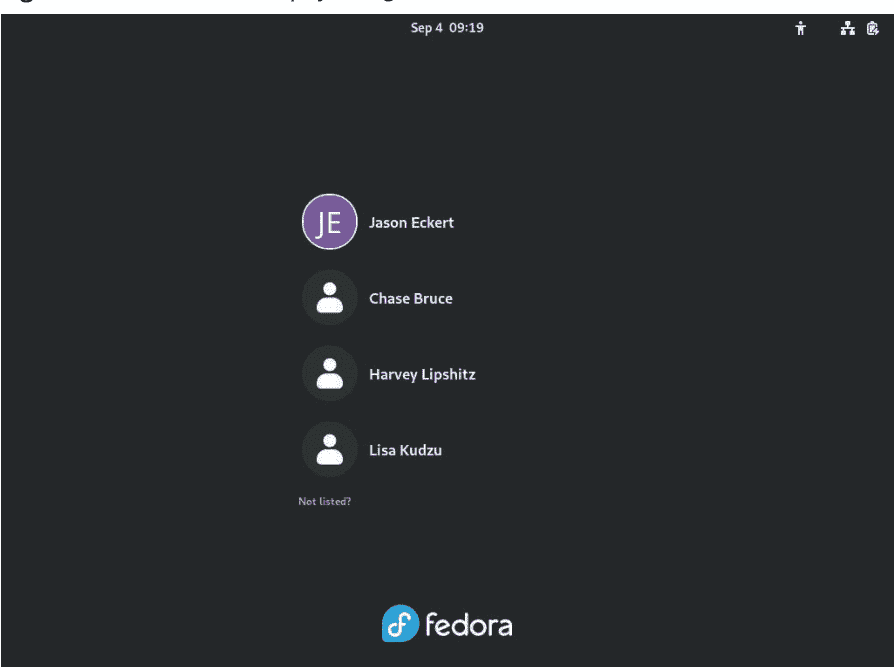 Sep 4 09:19
JE
Jason Eckert
Chase Bruce
Harvey Lipshitz
Lisa Kudzu
Not listed?
fedora